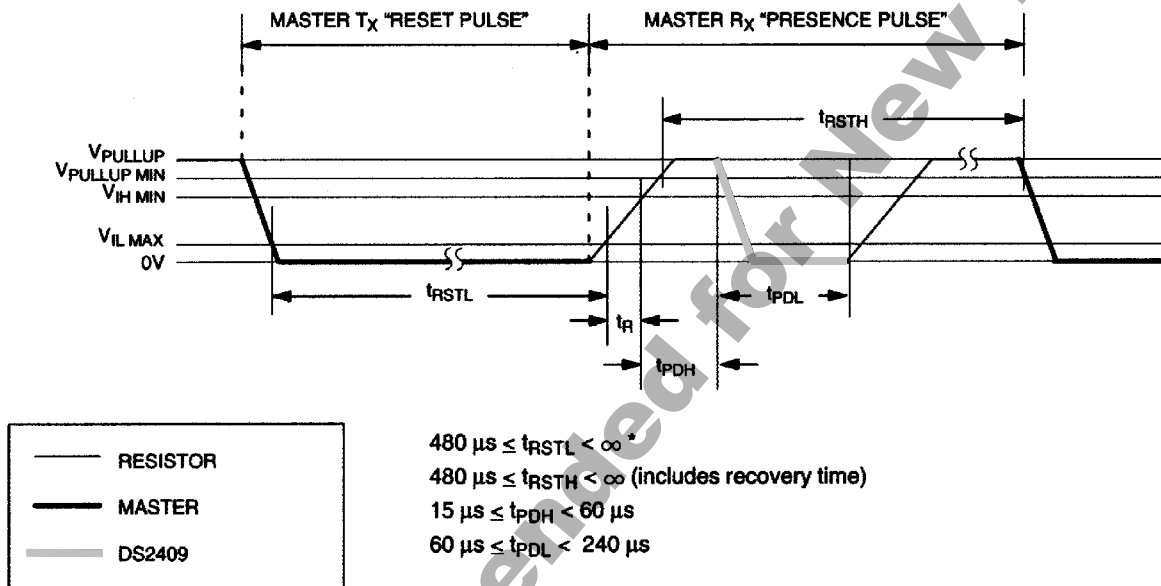 MASTER TX “RESET PULSE”
MASTER RX “PRESENCE PULSE”
tRSTH
VPULLUP
VPULLUP MIN
VIH MIN
VIL MAX
0V
tRSTL
tPDL
tR
tPDH
RESISTOR
MASTER
DS2409
480 μs ≤ tRSTL < ∞ *
480 μs ≤ tRSTH < ∞ (includes recovery time)
15 μs ≤ tPDH < 60 μs
60 μs ≤ tPDL < 240 μs
for New